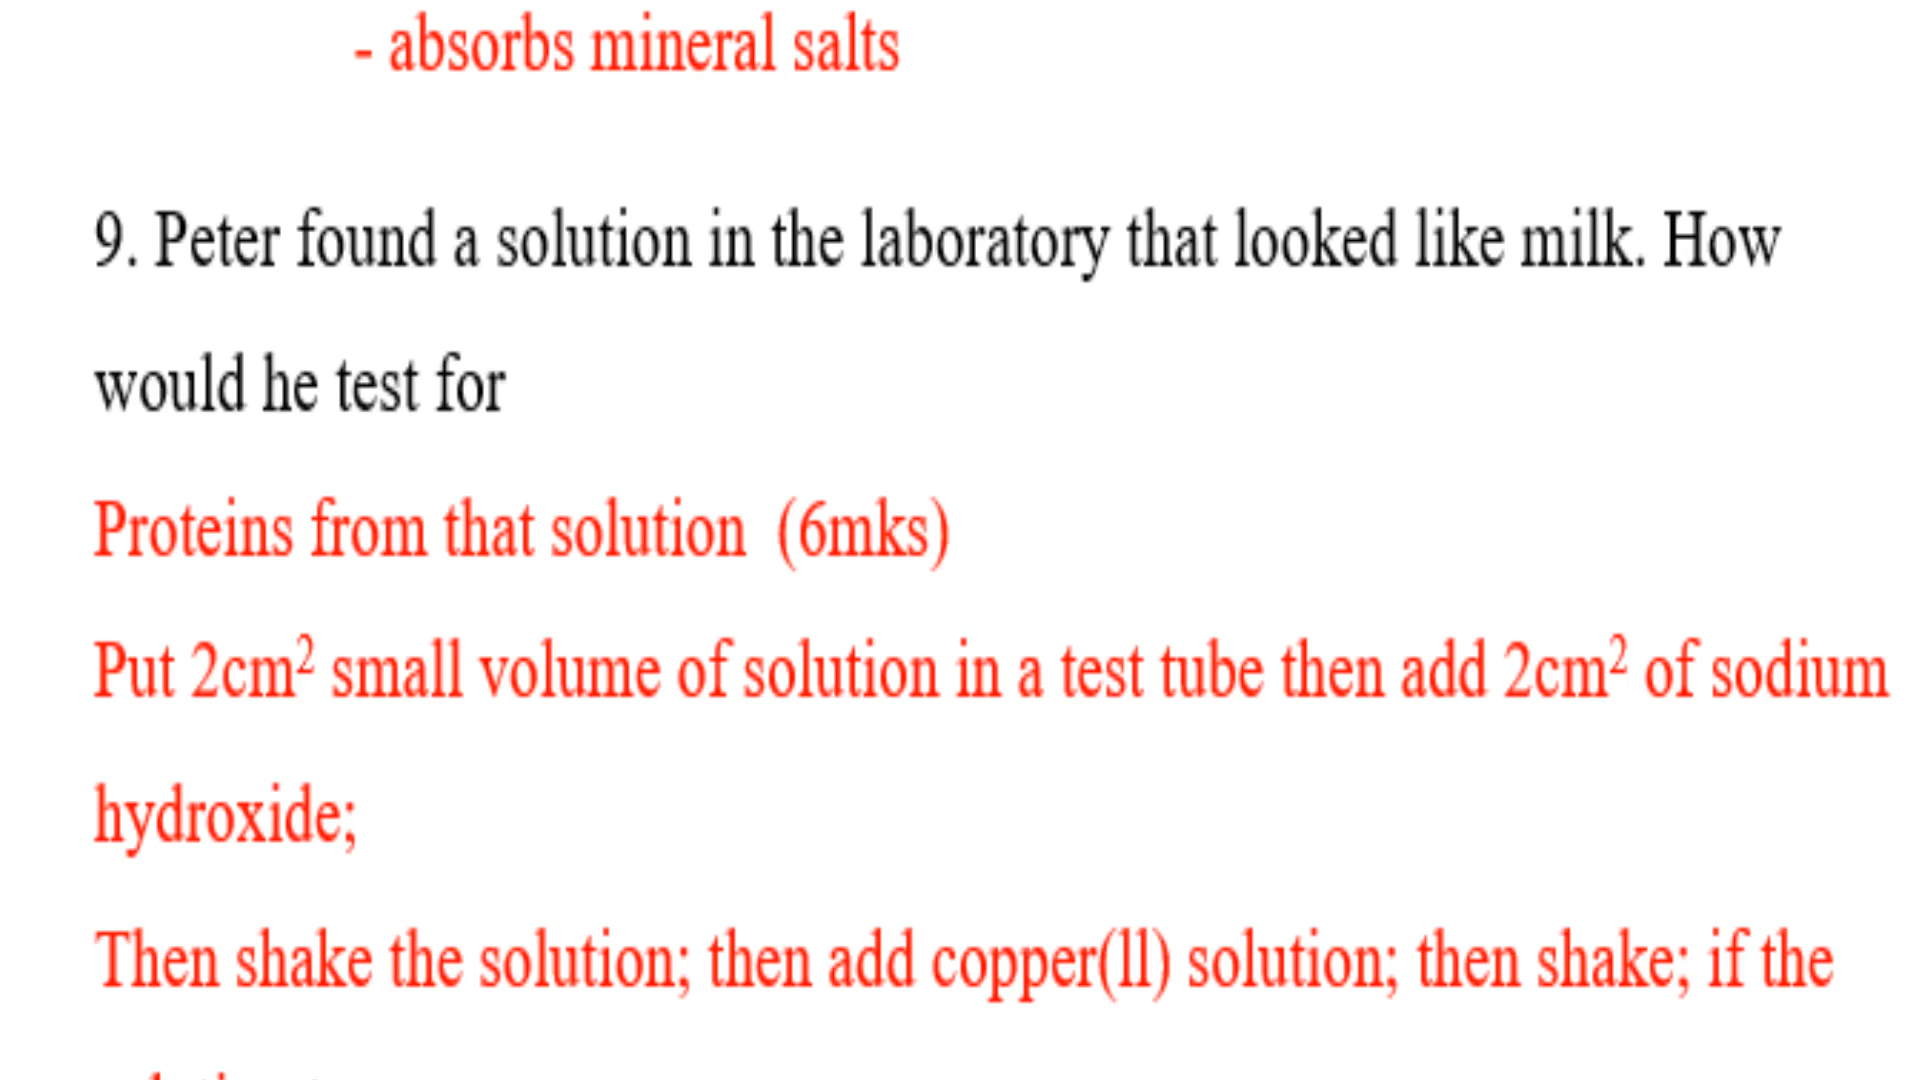 - absorbs mineral salts
9. Peter found a solution in the laboratory that looked like milk. How
would he test for
Proteins from that solution (6mks)
Put 2cm² small volume of solution in a test tube then add 2cm² of sodium
hydroxide;
Then shake the solution; then add copper(ll) solution; then shake; if the